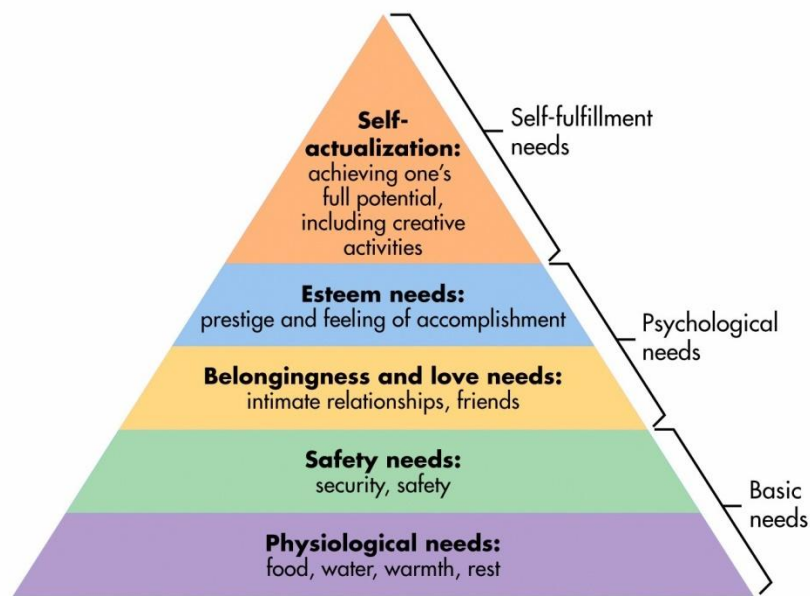 Self-
actualization:
achieving one's
full potential,
including creative
activities
Self-fulfillment
needs
Esteem needs:
prestige and feeling of accomplishment
Psychological
needs
Belongingness and love needs:
intimate relationships, friends
Safety needs:
security, safety
Basic
needs
Physiological needs:
food, water, warmth, rest